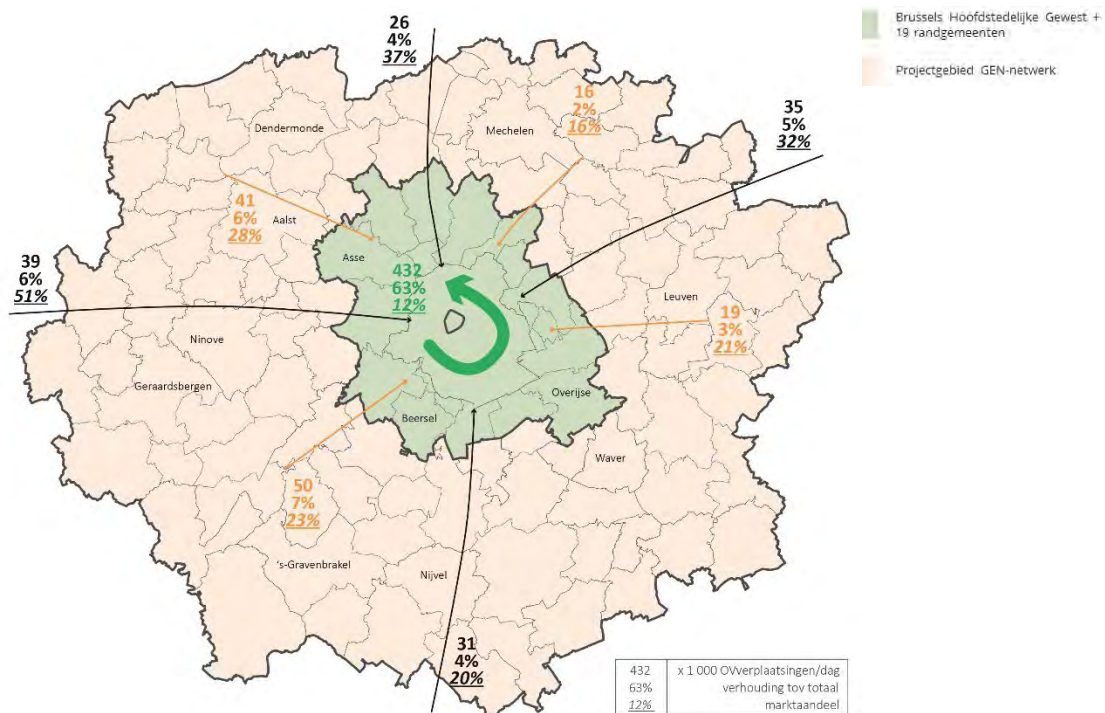 Brussels Hoofdstedelijke Gewest +
19 randgemeenten
Projectgebied GEN-netwerk
26
4%
37%
16
2%
16%
35
5%
32%
Dendermonde
Mechelen
41
6%
28%
Aalst
39
6%
51%
Asse
432
63%
12%
Leuven
19
3%
21%
Ninove
Geraardsbergen
Beersel
Overijse
Waver
50
7%
23%
's-Gravenbrakel
Nijvel
31
4%
20%
432 x 1 000 OVverplaatsingen/dag
63% verhouding tov totaal
12% marktaandeel